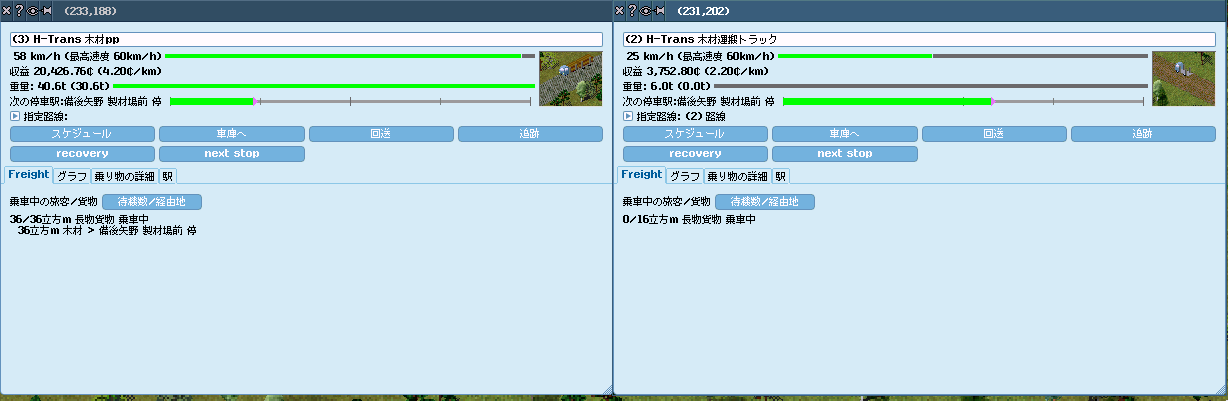 (233,188)
(3) H-Trans 木材pp
58 km/h (最高速度 60km/h)
収益 20,426.76¢ (4.20¢/km)
重量: 40.6t (30.6t)
次の停車駅:備後矢野 製材場前 停
指定路線:
スケジュール 車庫へ 回送 追跡
recovery next stop
Freight グラフ 乗り物の詳細 駅
乗車中の旅客/貨物 待機数/経由地
36/36立方m 長物貨物 乗車中
36立方m 木材 > 備後矢野 製材場前 停
(231,202)
(2) H-Trans 木材運搬トラック
25 km/h (最高速度 60km/h)
収益 3,752.80¢ (2.20¢/km)
重量: 6.0t (0.0t)
次の停車駅:備後矢野 製材場前 停
指定路線: (2) 路線
スケジュール 車庫へ 回送 追跡
recovery next stop
Freight グラフ 乗り物の詳細 駅
乗車中の旅客/貨物 待機数/経由地
0/16立方m 長物貨物 乗車中